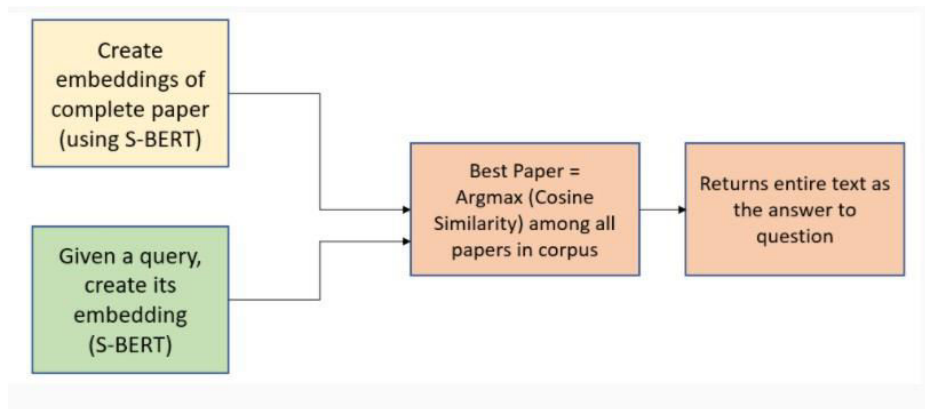 Create
embeddings of
complete paper
(using S-BERT)
Given a query,
create its
embedding
(S-BERT)
Best Paper =
Argmax (Cosine
Similarity) among all
papers in corpus
Returns entire text as
the answer to
question